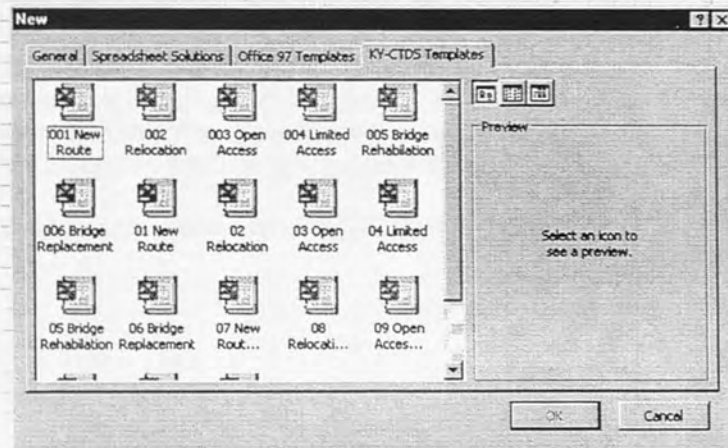 New
General Spreadsheet Solutions Office 97 Templates KY-CTDS Templates
001 New Route
002 Relocation
003 Open Access
004 Limited Access
005 Bridge Rehabilation
006 Bridge Replacement
01 New Route
02 Relocation
03 Open Access
04 Limited Access
05 Bridge Rehabilation
06 Bridge Replacement
07 New Rout...
08 Relocati...
09 Open Acces...
Preview
Select an icon to
see a preview.
OK Cancel